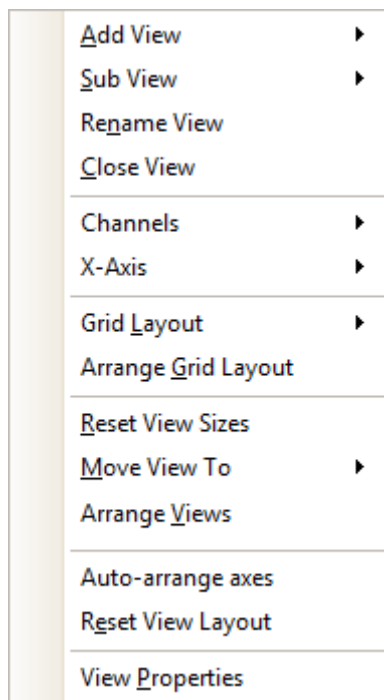 Add View
Sub View
Rename View
Close View
Channels
X-Axis
Grid Layout
Arrange Grid Layout
Reset View Sizes
Move View To
Arrange Views
Auto-arrange axes
Reset View Layout
View Properties